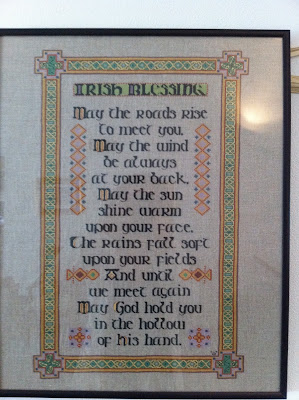 IRISH BLESSING
May the roads rise
to meet you.
May the wind
be always
at your back.
May the sun
shine warm
upon your face.
The rains fall soft
upon your fields
And until
we meet again
May God hold you
in the hollow
of his hand.